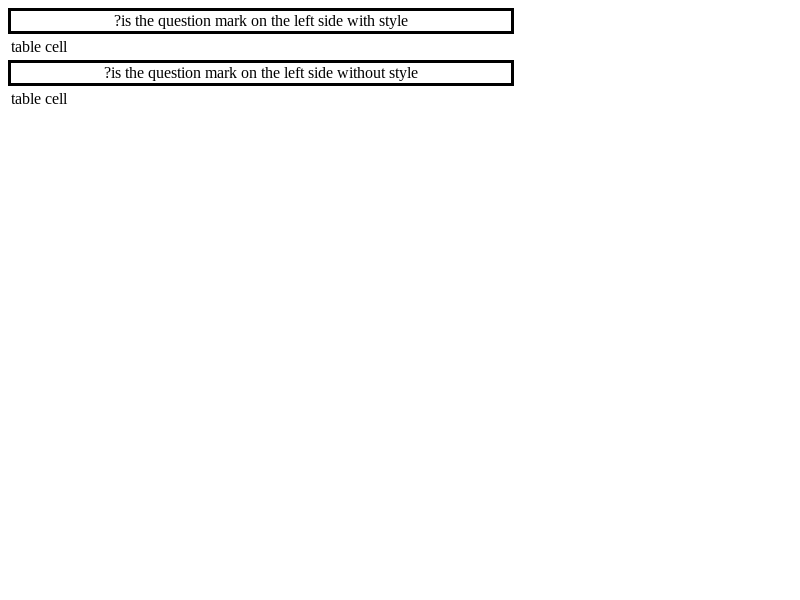 ?is the question mark on the left side with style
table cell
?is the question mark on the left side without style
table cell